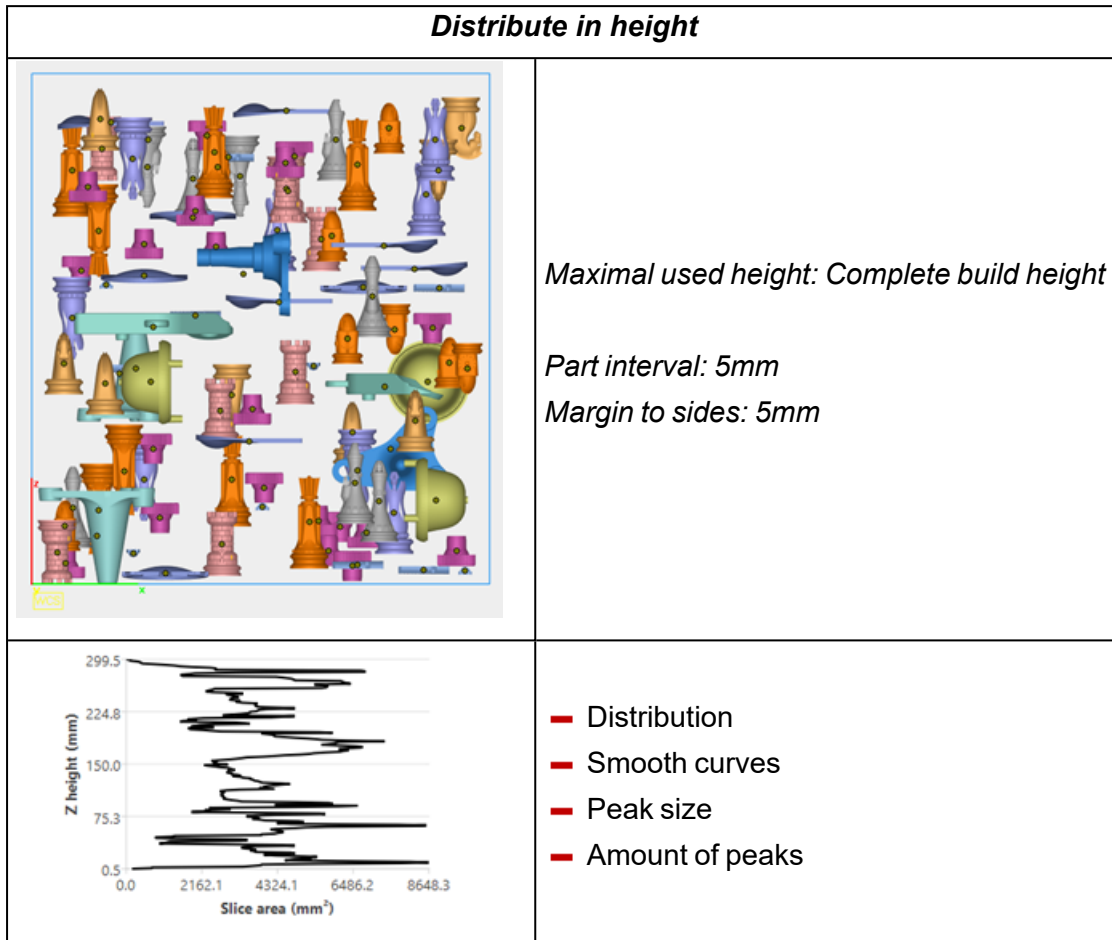 Distribute in height
z
x
WCS
Maximal used height: Complete build height
Part interval: 5mm
Margin to sides: 5mm
299.5
224.8
150.0
75.3
0.5
Z height (mm)
0.0 2162.1 4324.1 6486.2 8648.3
Slice area (mm²)
Distribution
Smooth curves
Peak size
Amount of peaks